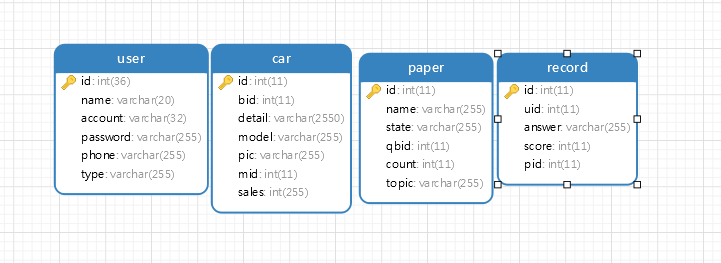 user
id: int(36)
name: varchar(20)
account: varchar(32)
password: varchar(255)
phone: varchar(255)
type: varchar(255)
car
id: int(11)
bid: int(11)
detail: varchar(2550)
model: varchar(255)
pic: varchar(255)
mid: int(11)
sales: int(255)
paper
id: int(11)
name: varchar(255)
state: varchar(255)
qbid: int(11)
count: int(11)
topic: varchar(255)
record
id: int(11)
uid: int(11)
answer: varchar(255)
score: int(11)
pid: int(11)